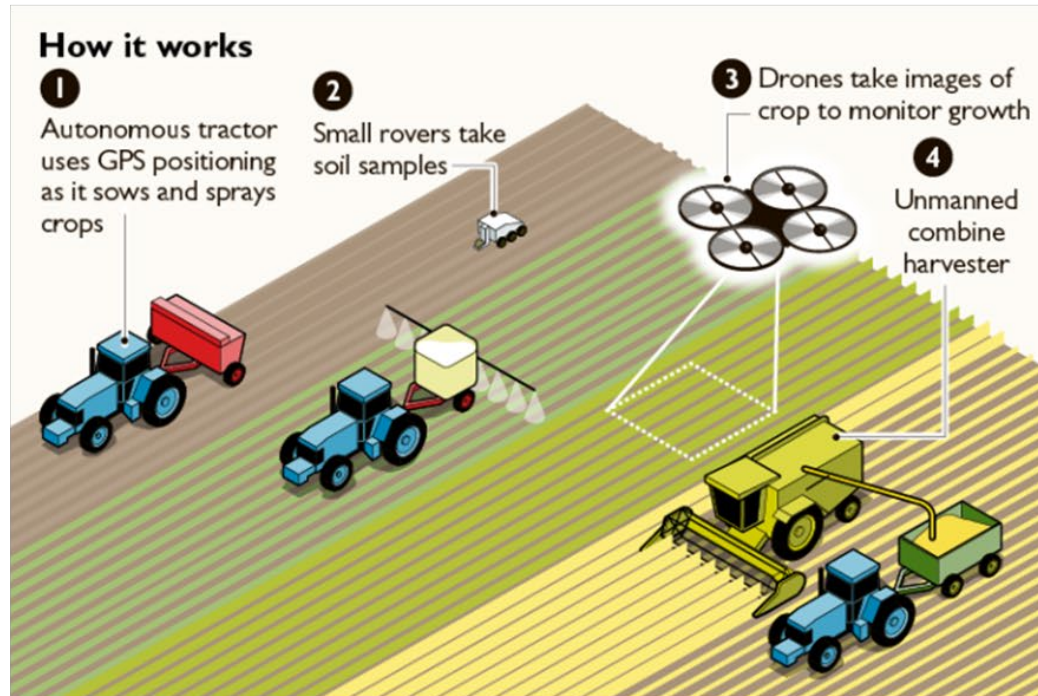 How it works
1
Autonomous tractor
uses GPS positioning
as it sows and sprays
crops
2
Small rovers take
soil samples
3 Drones take images of
crop to monitor growth
4
Unmanned
combine
harvester